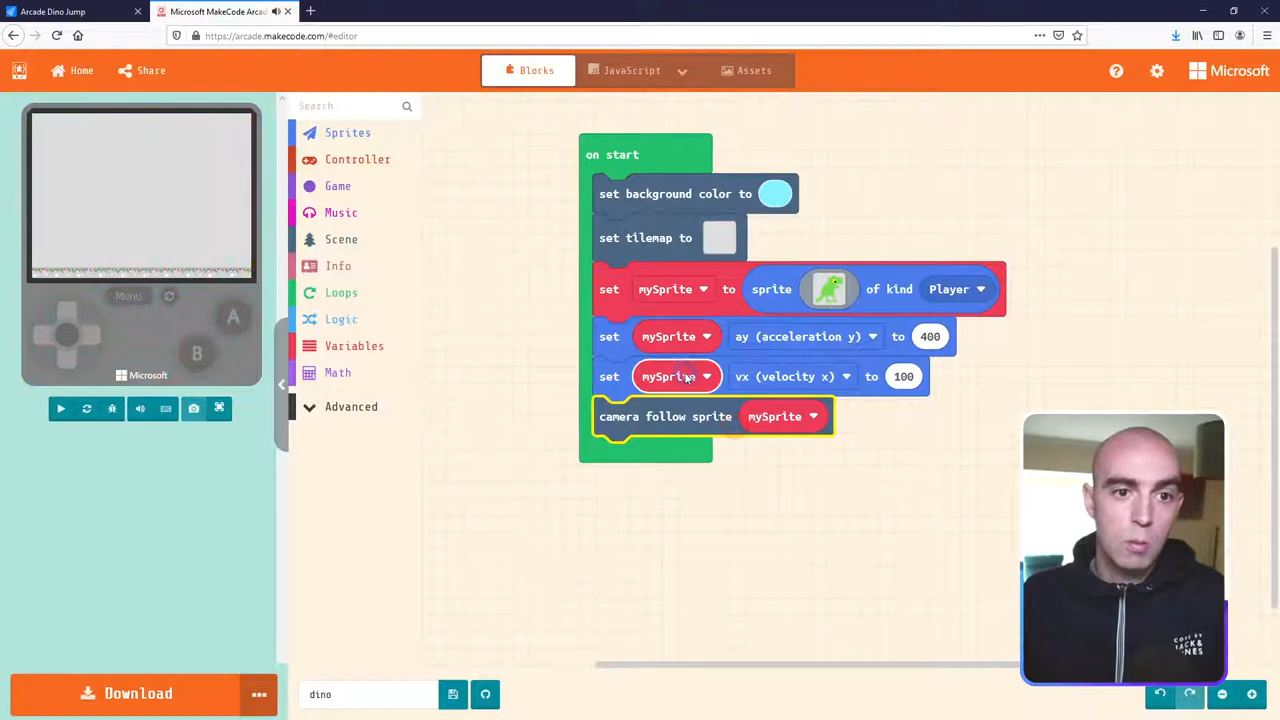 Arcade Dino Jump
Microsoft MakeCode Arcad
https://arcade.makecode.com/#editor
Home
Share
Blocks
JavaScript
Assets
Microsoft
Search
Sprites
Controller
Game
Music
Scene
Info
Loops
Logic
Variables
Math
Advanced
Menu
A
B
Microsoft
on start
set background color to
set tilemap to
set mySprite to sprite of kind Player
set mySprite ay (acceleration y) to 400
set mySprite vx (velocity x) to 100
camera follow sprite mySprite
Download
dino